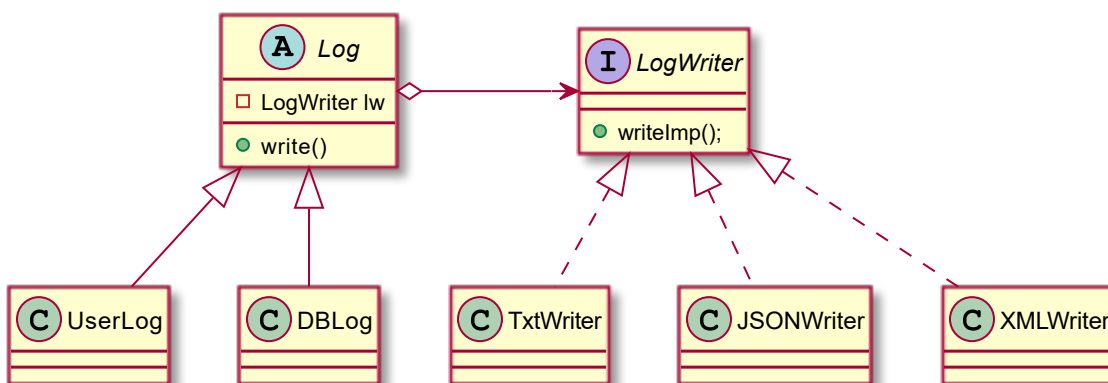 A Log
LogWriter lw
write()
I LogWriter
writeImp();
C UserLog
C DBLog
C TxtWriter
C JSONWriter
C XMLWriter